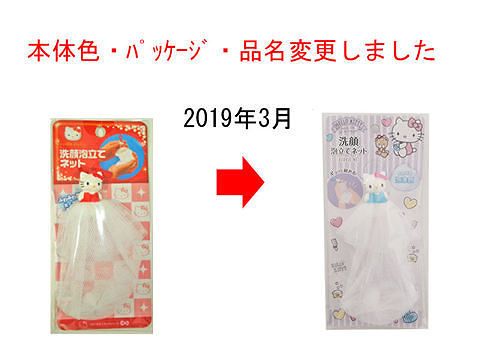 本体色・ﾊﾟｯｹｰｼﾞ・品名変更しました
2019年3月
洗顔泡立て
ネット
HELLO KITTY
洗顔
泡立てネット